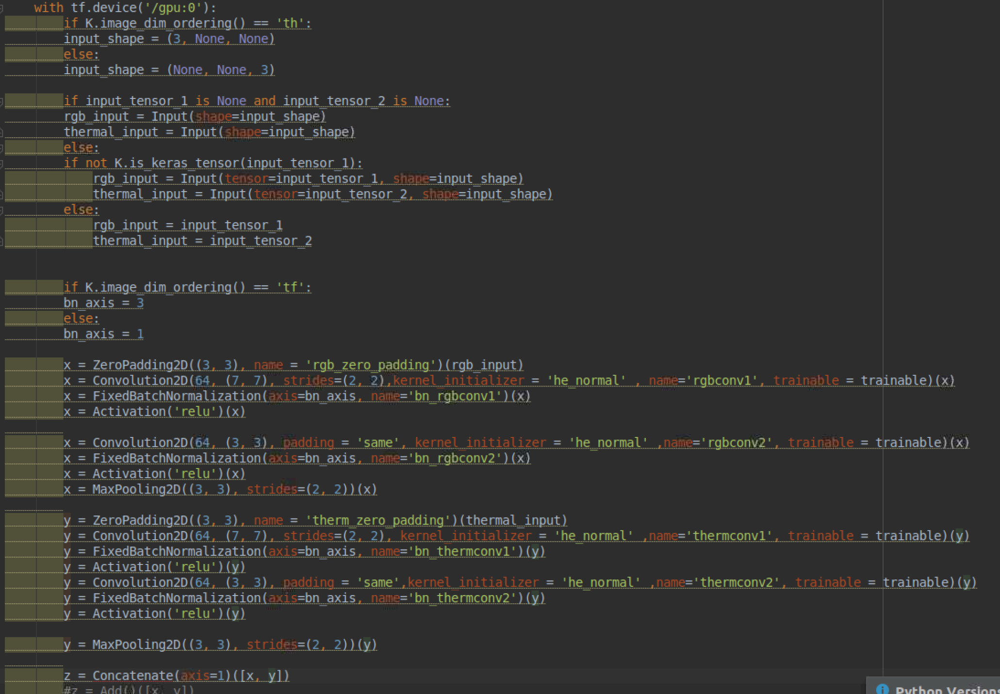 with tf.device('/gpu:0'):
if K.image_dim_ordering() == 'th':
input_shape = (3, None, None)
else:
input_shape = (None, None, 3)
if input_tensor_1 is None and input_tensor_2 is None:
rgb_input = Input(shape=input_shape)
thermal_input = Input(shape=input_shape)
else:
if not K.is_keras_tensor(input_tensor_1):
rgb_input = Input(tensor=input_tensor_1, shape=input_shape)
thermal_input = Input(tensor=input_tensor_2, shape=input_shape)
else:
rgb_input = input_tensor_1
thermal_input = input_tensor_2
if K.image_dim_ordering() == 'tf':
bn_axis = 3
else:
bn_axis = 1
x = ZeroPadding2D((3, 3), name = 'rgb_zero_padding')(rgb_input)
x = Convolution2D(64, (7, 7), strides=(2, 2),kernel_initializer = 'he_normal' , name='rgbconv1', trainable = trainable)(x)
x = FixedBatchNormalization(axis=bn_axis, name='bn_rgbconv1')(x)
x = Activation('relu')(x)
x = Convolution2D(64, (3, 3), padding = 'same', kernel_initializer = 'he_normal' ,name='rgbconv2', trainable = trainable)(x)
x = FixedBatchNormalization(axis=bn_axis, name='bn_rgbconv2')(x)
x = Activation('relu')(x)
x = MaxPooling2D((3, 3), strides=(2, 2))(x)
y = ZeroPadding2D((3, 3), name = 'therm_zero_padding')(thermal_input)
y = Convolution2D(64, (7, 7), strides=(2, 2), kernel_initializer = 'he_normal' ,name='thermconv1', trainable = trainable)(y)
y = FixedBatchNormalization(axis=bn_axis, name='bn_thermconv1')(y)
y = Activation('relu')(y)
y = Convolution2D(64, (3, 3), padding = 'same',kernel_initializer = 'he_normal' ,name='thermconv2', trainable = trainable)(y)
y = FixedBatchNormalization(axis=bn_axis, name='bn_thermconv2')(y)
y = Activation('relu')(y)
y = MaxPooling2D((3, 3), strides=(2, 2))(y)
z = Concatenate(axis=1)([x, y])
#z = Add()([x, y])
Python Versions